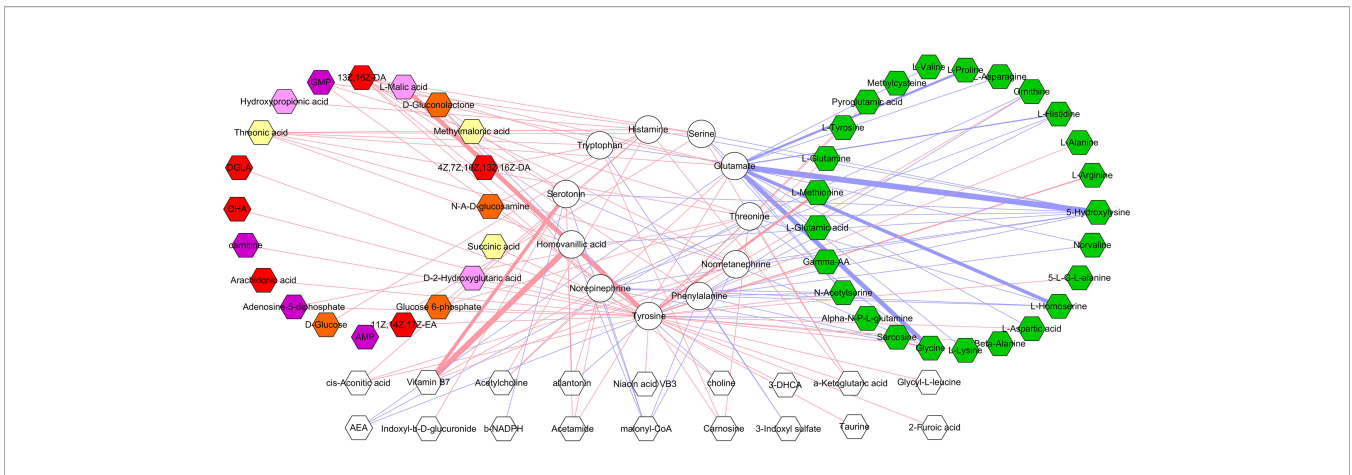 13Z,16Z-DA
GMP
L-Malic acid
Hydroxypropionic acid
D-Gluconolactone
Threonic acid
Methylmalonic acid
DGLA
4Z,7Z,10Z,13Z,16Z-DA
DHA
N-A-D-glucosamine
carnitine
Succinic acid
Arachidonic acid
D-2-Hydroxyglutaric acid
Adenosine-5-diphosphate
Glucose 6-phosphate
D-Glucose
11Z,14Z,17Z-EA
AMP
Histamine
Serine
Tryptophan
Glutamate
Serotonin
Threonine
Homovanillic acid
Normetanephrine
Norepinephrine
Phenylalanine
Tyrosine
L-Valine
L-Proline
L-Asparagine
Methylcysteine
Ornithine
Pyroglutamic acid
L-Histidine
L-Tyrosine
L-Alanine
L-Glutamine
L-Arginine
L-Methionine
5-Hydroxylysine
L-Glutamic acid
Norvaline
Gamma-AA
5-L-G-L-alanine
N-Acetylserine
L-Homoserine
Alpha-N-P-L-glutamine
L-Aspartic acid
Sarcosine
Glycine
L-Lysine
Beta-Alanine
cis-Aconitic acid
Vitamin B7
Acetylcholine
allantonin
Niacin acid VB3
choline
3-DHCA
a-Ketoglutaric acid
Glycyl-L-leucine
AEA
Indoxyl-b-D-glucuronide
b-NADPH
Acetamide
malonyl-CoA
Carnosine
3-Indoxyl sulfate
Taurine
2-Furoic acid